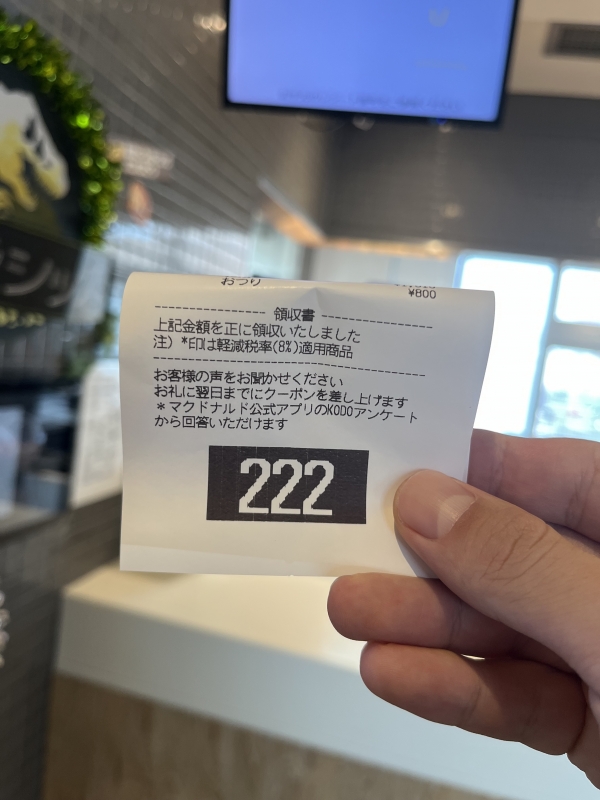 おつり ¥800
領収書
上記金額を正に領収いたしました
注）*印は軽減税率(8%)適用商品
お客様の声をお聞かせください
お礼に翌日までにクーポンを差し上げます
＊マクドナルド公式アプリのKODOアンケート
から回答いただけます
222